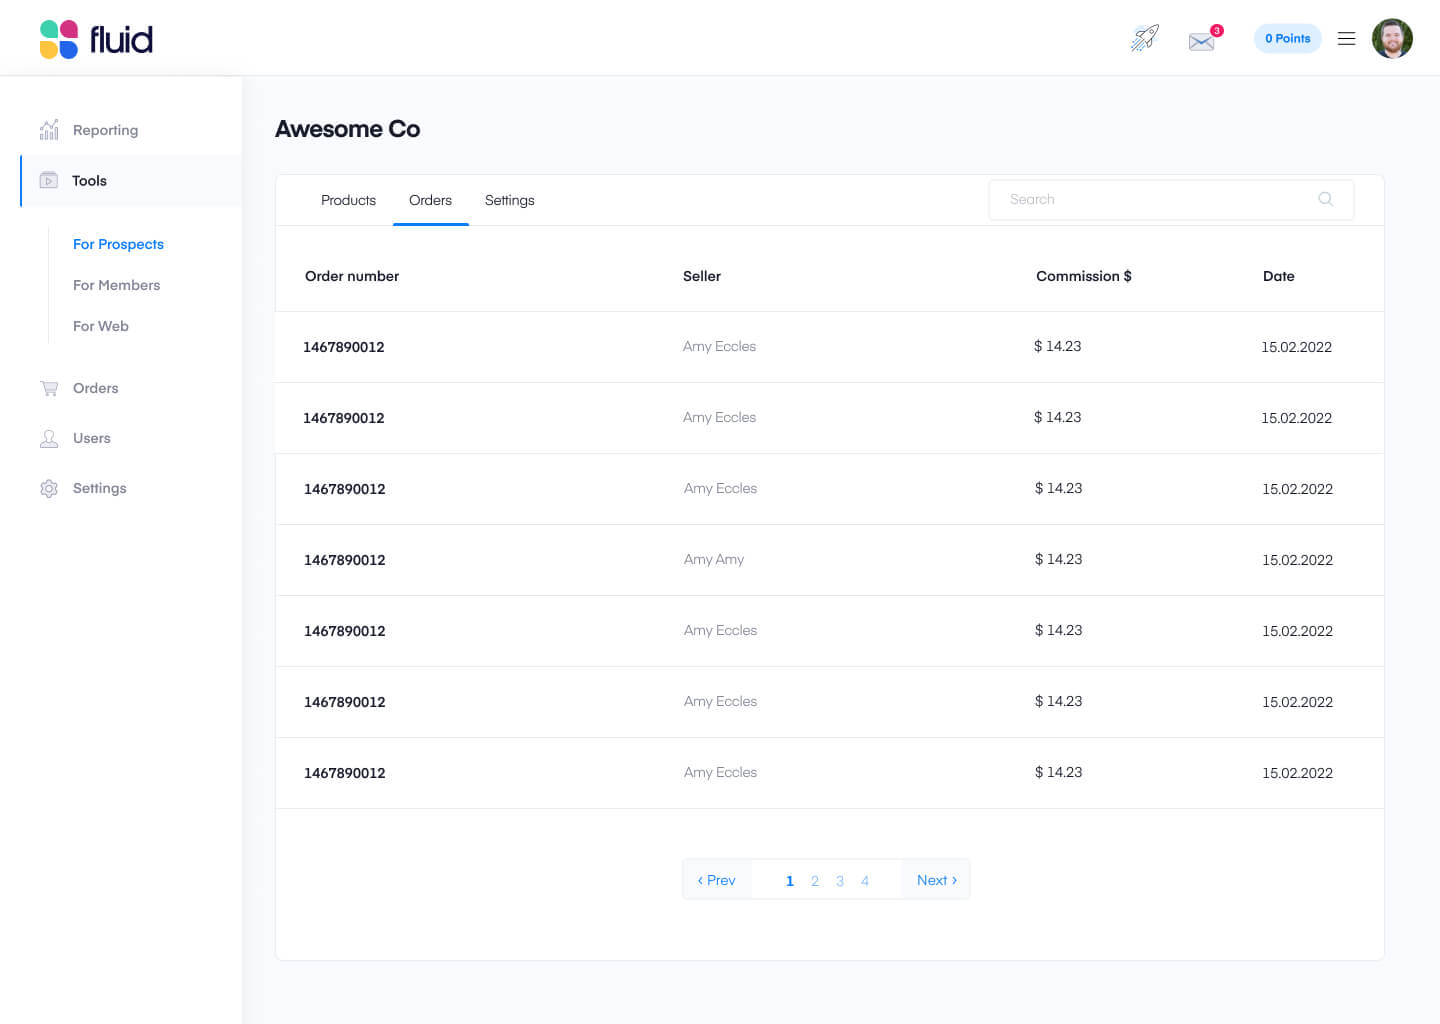 fluid
3
0 Points
Reporting
Tools
For Prospects
For Members
For Web
Orders
Users
Settings
Awesome Co
Products Orders Settings Search
Order number Seller Commission $ Date
1467890012 Amy Eccles $ 14.23 15.02.2022
1467890012 Amy Eccles $ 14.23 15.02.2022
1467890012 Amy Eccles $ 14.23 15.02.2022
1467890012 Amy Amy $ 14.23 15.02.2022
1467890012 Amy Eccles $ 14.23 15.02.2022
1467890012 Amy Eccles $ 14.23 15.02.2022
1467890012 Amy Eccles $ 14.23 15.02.2022
‹ Prev 1 2 3 4 Next ›